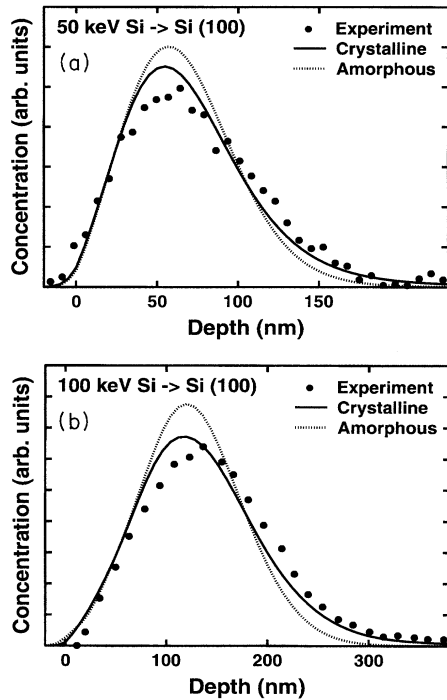 50 keV Si -> Si (100)
Experiment
(a)
Crystalline
Amorphous
Concentration (arb. units)
0 50 100 150
Depth (nm)
100 keV Si -> Si (100)
Experiment
(b)
Crystalline
Amorphous
Concentration (arb. units)
0 100 200 300
Depth (nm)